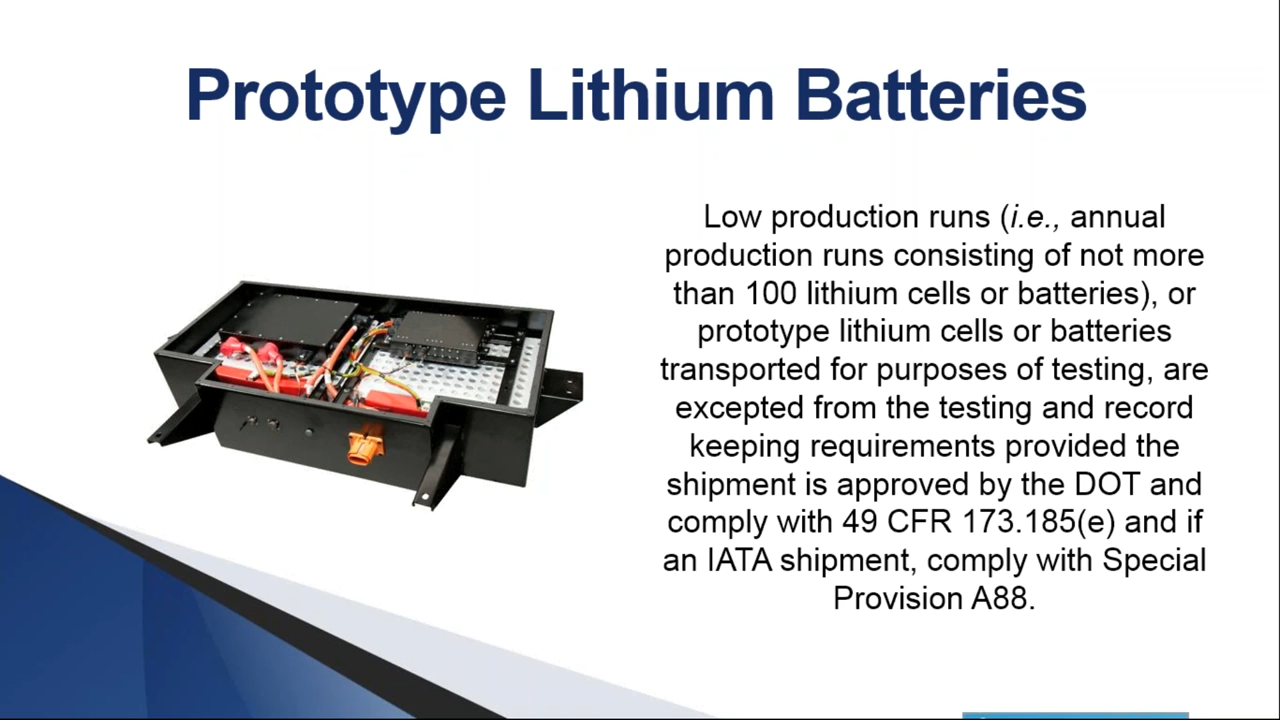 Prototype Lithium Batteries
Low production runs (i.e., annual
production runs consisting of not more
than 100 lithium cells or batteries), or
prototype lithium cells or batteries
transported for purposes of testing, are
excepted from the testing and record
keeping requirements provided the
shipment is approved by the DOT and
comply with 49 CFR 173.185(e) and if
an IATA shipment, comply with Special
Provision A88.